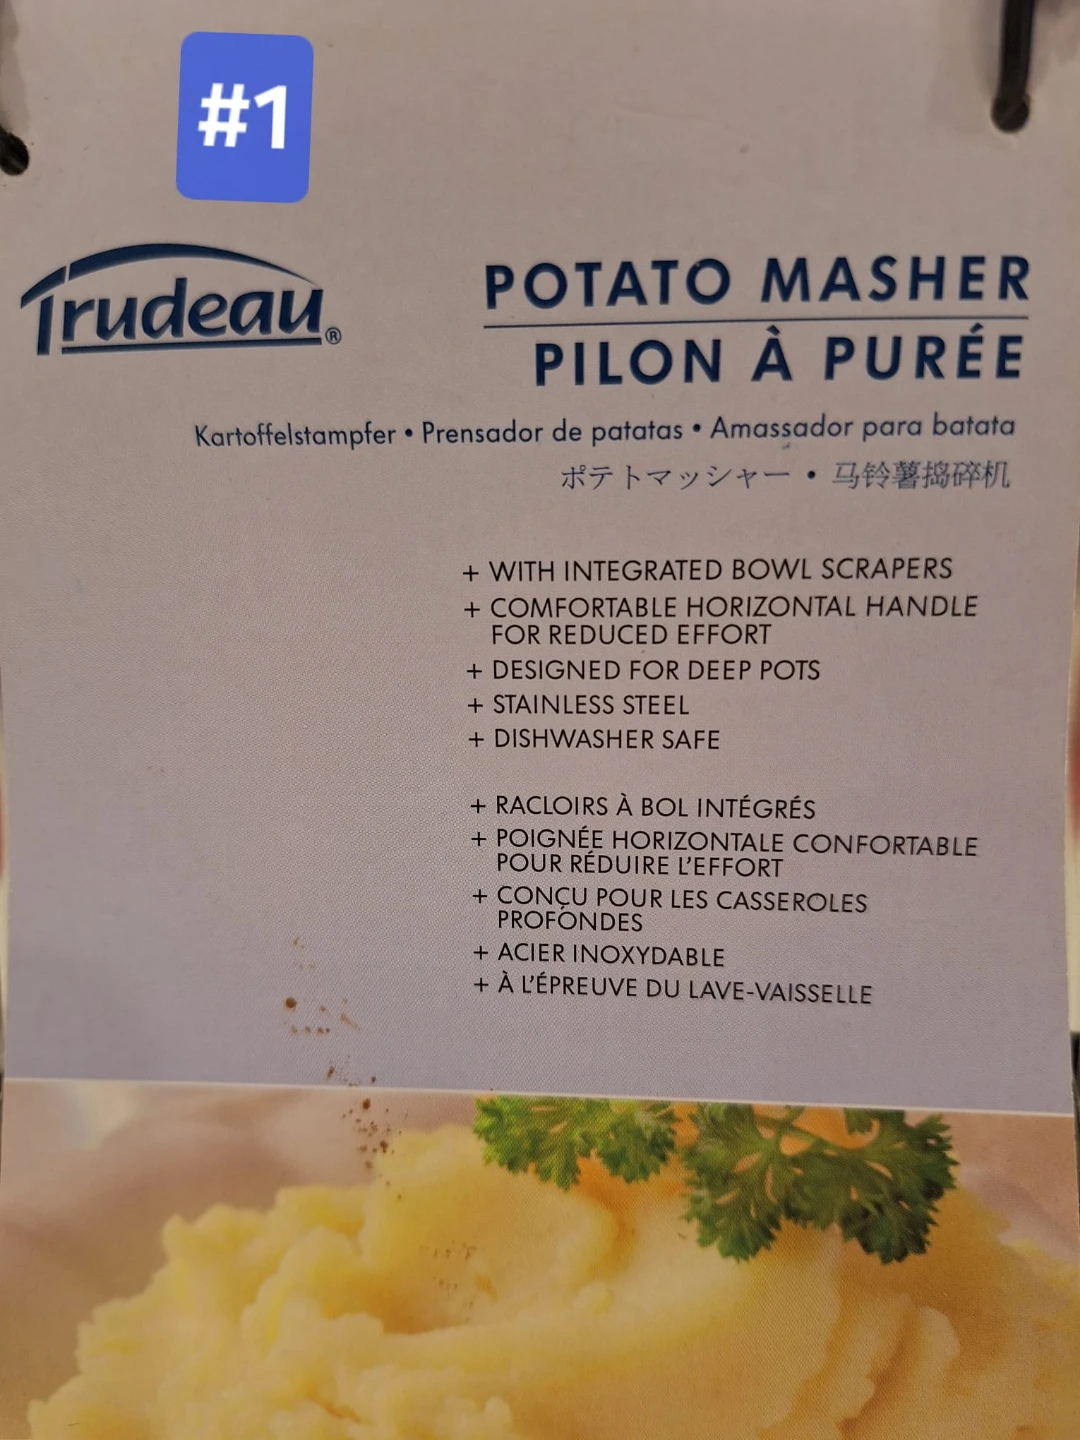 #1
Trudeau®
POTATO MASHER
PILON À PURÉE
Kartoffelstampfer • Prensador de patatas • Amassador para batata
ポテトマッシャー • 马铃薯捣碎机
+ WITH INTEGRATED BOWL SCRAPERS
+ COMFORTABLE HORIZONTAL HANDLE
FOR REDUCED EFFORT
+ DESIGNED FOR DEEP POTS
+ STAINLESS STEEL
+ DISHWASHER SAFE
+ RACLOIRS À BOL INTÉGRÉS
+ POIGNÉE HORIZONTALE CONFORTABLE
POUR RÉDUIRE L'EFFORT
+ CONÇU POUR LES CASSEROLES
PROFONDES
+ ACIER INOXYDABLE
+ À L'ÉPREUVE DU LAVE-VAISSELLE